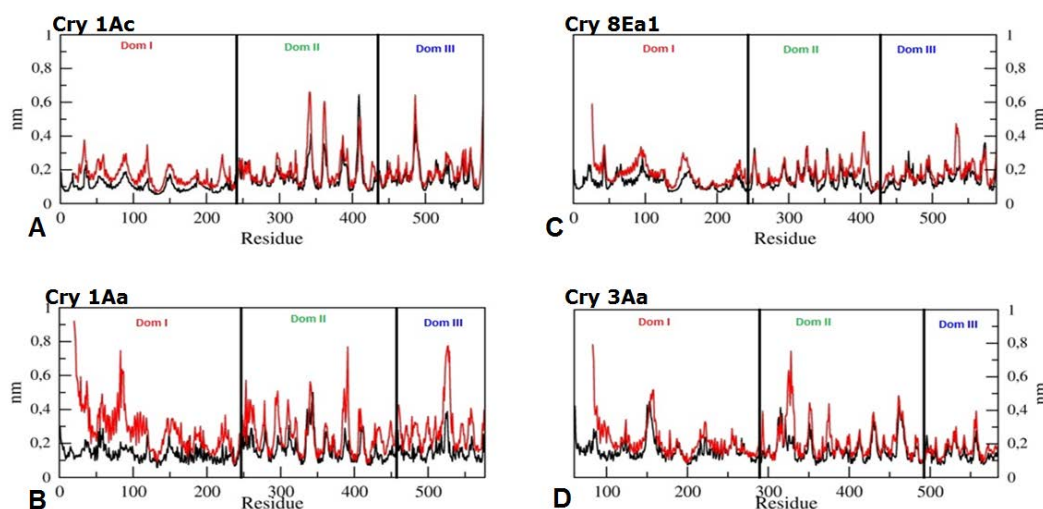 Cry 1Ac
Dom I Dom II Dom III
1
0,8
0,6
0,4
0,2
0
nm
0 100 200 300 400 500
Residue
A
Cry 8Ea1
Dom I Dom II Dom III
1
0,8
0,6
0,4
0,2
0
nm
0 100 200 300 400 500
Residue
C
Cry 1Aa
Dom I Dom II Dom III
1
0,8
0,6
0,4
0,2
0
nm
0 100 200 300 400 500
Residue
B
Cry 3Aa
Dom I Dom II Dom III
1
0,8
0,6
0,4
0,2
0
nm
100 200 300 400 500
Residue
D